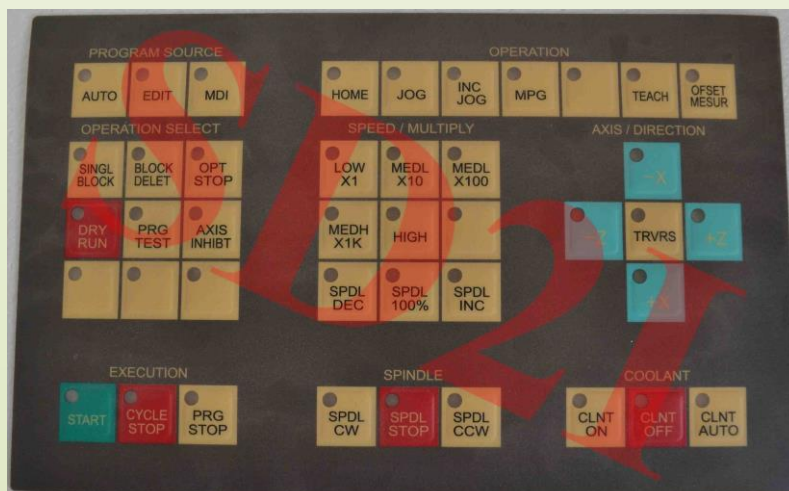 PROGRAM SOURCE
OPERATION
AUTO EDIT MDI
HOME JOG INC JOG MPG TEACH OFSET MESUR
OPERATION SELECT
SPEED / MULTIPLY
AXIS / DIRECTION
SINGL BLOCK BLOCK DELET OPT STOP
LOW X1 MEDL X10 MEDL X100
-X
DRY RUN PRG TEST AXIS INHIBT
MEDH X1K HIGH
-Z TRVRS +Z
SPDL DEC SPDL 100% SPDL INC
+X
EXECUTION
SPINDLE
COOLANT
START CYCLE STOP PRG STOP
SPDL CW SPDL STOP SPDL CCW
CLNT ON CLNT OFF CLNT AUTO
SD21